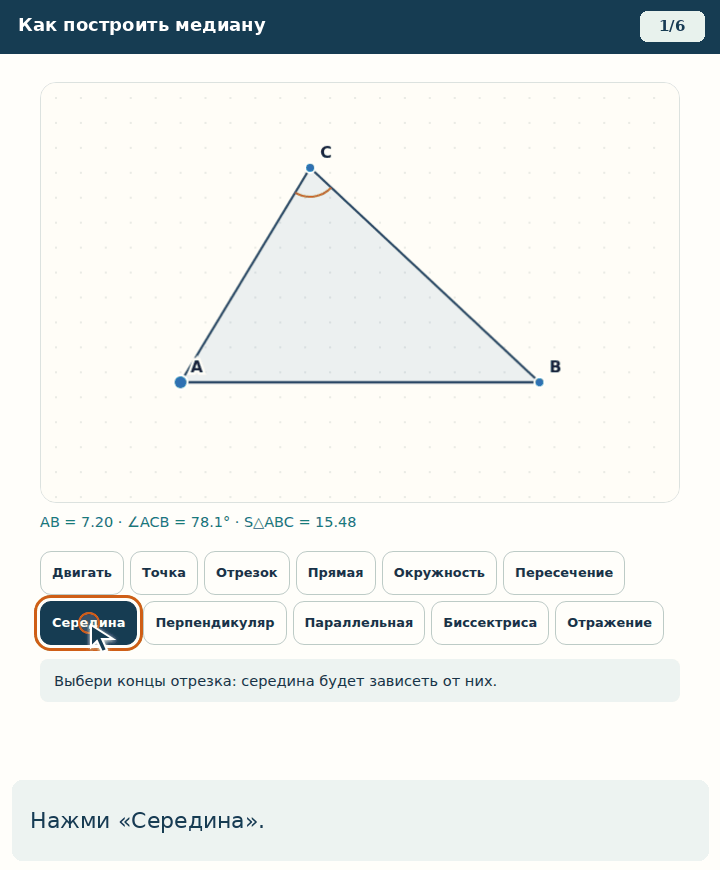 Как построить медиану
1/6
C
A
B
AB = 7.20 · ∠ACB = 78.1° · S△ABC = 15.48
Двигать Точка Отрезок Прямая Окружность Пересечение
Середина Перпендикуляр Параллельная Биссектриса Отражение
Выбери концы отрезка: середина будет зависеть от них.
Нажми «Середина».